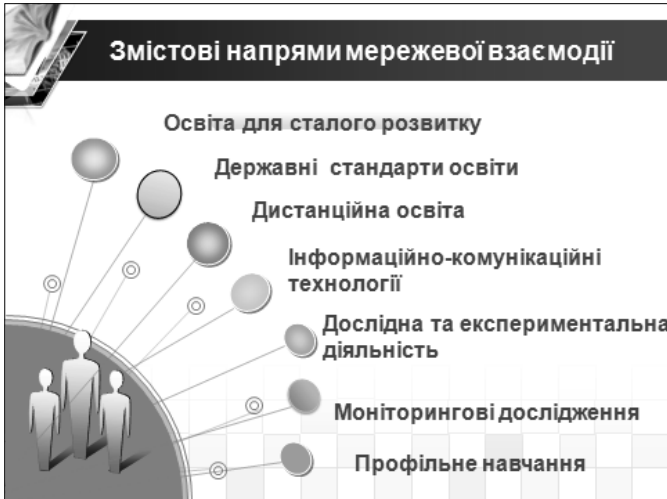 Змістові напрями мережевої взаємодії
Освіта для сталого розвитку
Державні стандарти освіти
Дистанційна освіта
Інформаційно-комунікаційні
технології
Дослідна та експериментальна
діяльність
Моніторингові дослідження
Профільне навчання